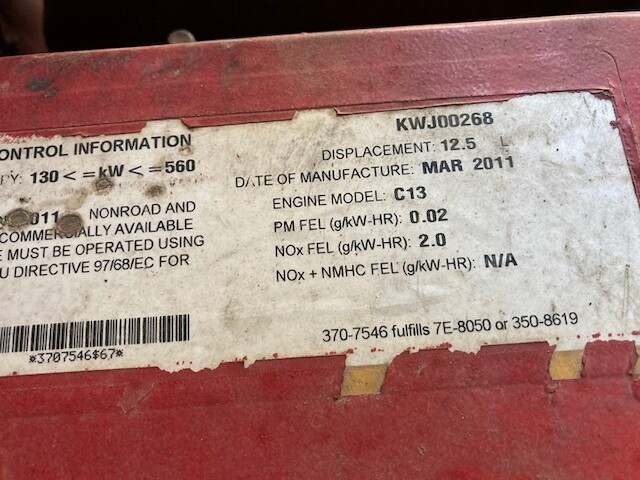 ONTROL INFORMATION
Y: 130 < = kW < = 560
011 NONROAD AND
COMMERCIALLY AVAILABLE
E MUST BE OPERATED USING
U DIRECTIVE 97/68/EC FOR
*3707546$67*
KWJ00268
DISPLACEMENT: 12.5 L
DATE OF MANUFACTURE: MAR 2011
ENGINE MODEL: C13
PM FEL (g/kW-HR): 0.02
NOx FEL (g/kW-HR): 2.0
NOx + NMHC FEL (g/kW-HR): N/A
370-7546 fulfills 7E-8050 or 350-8619